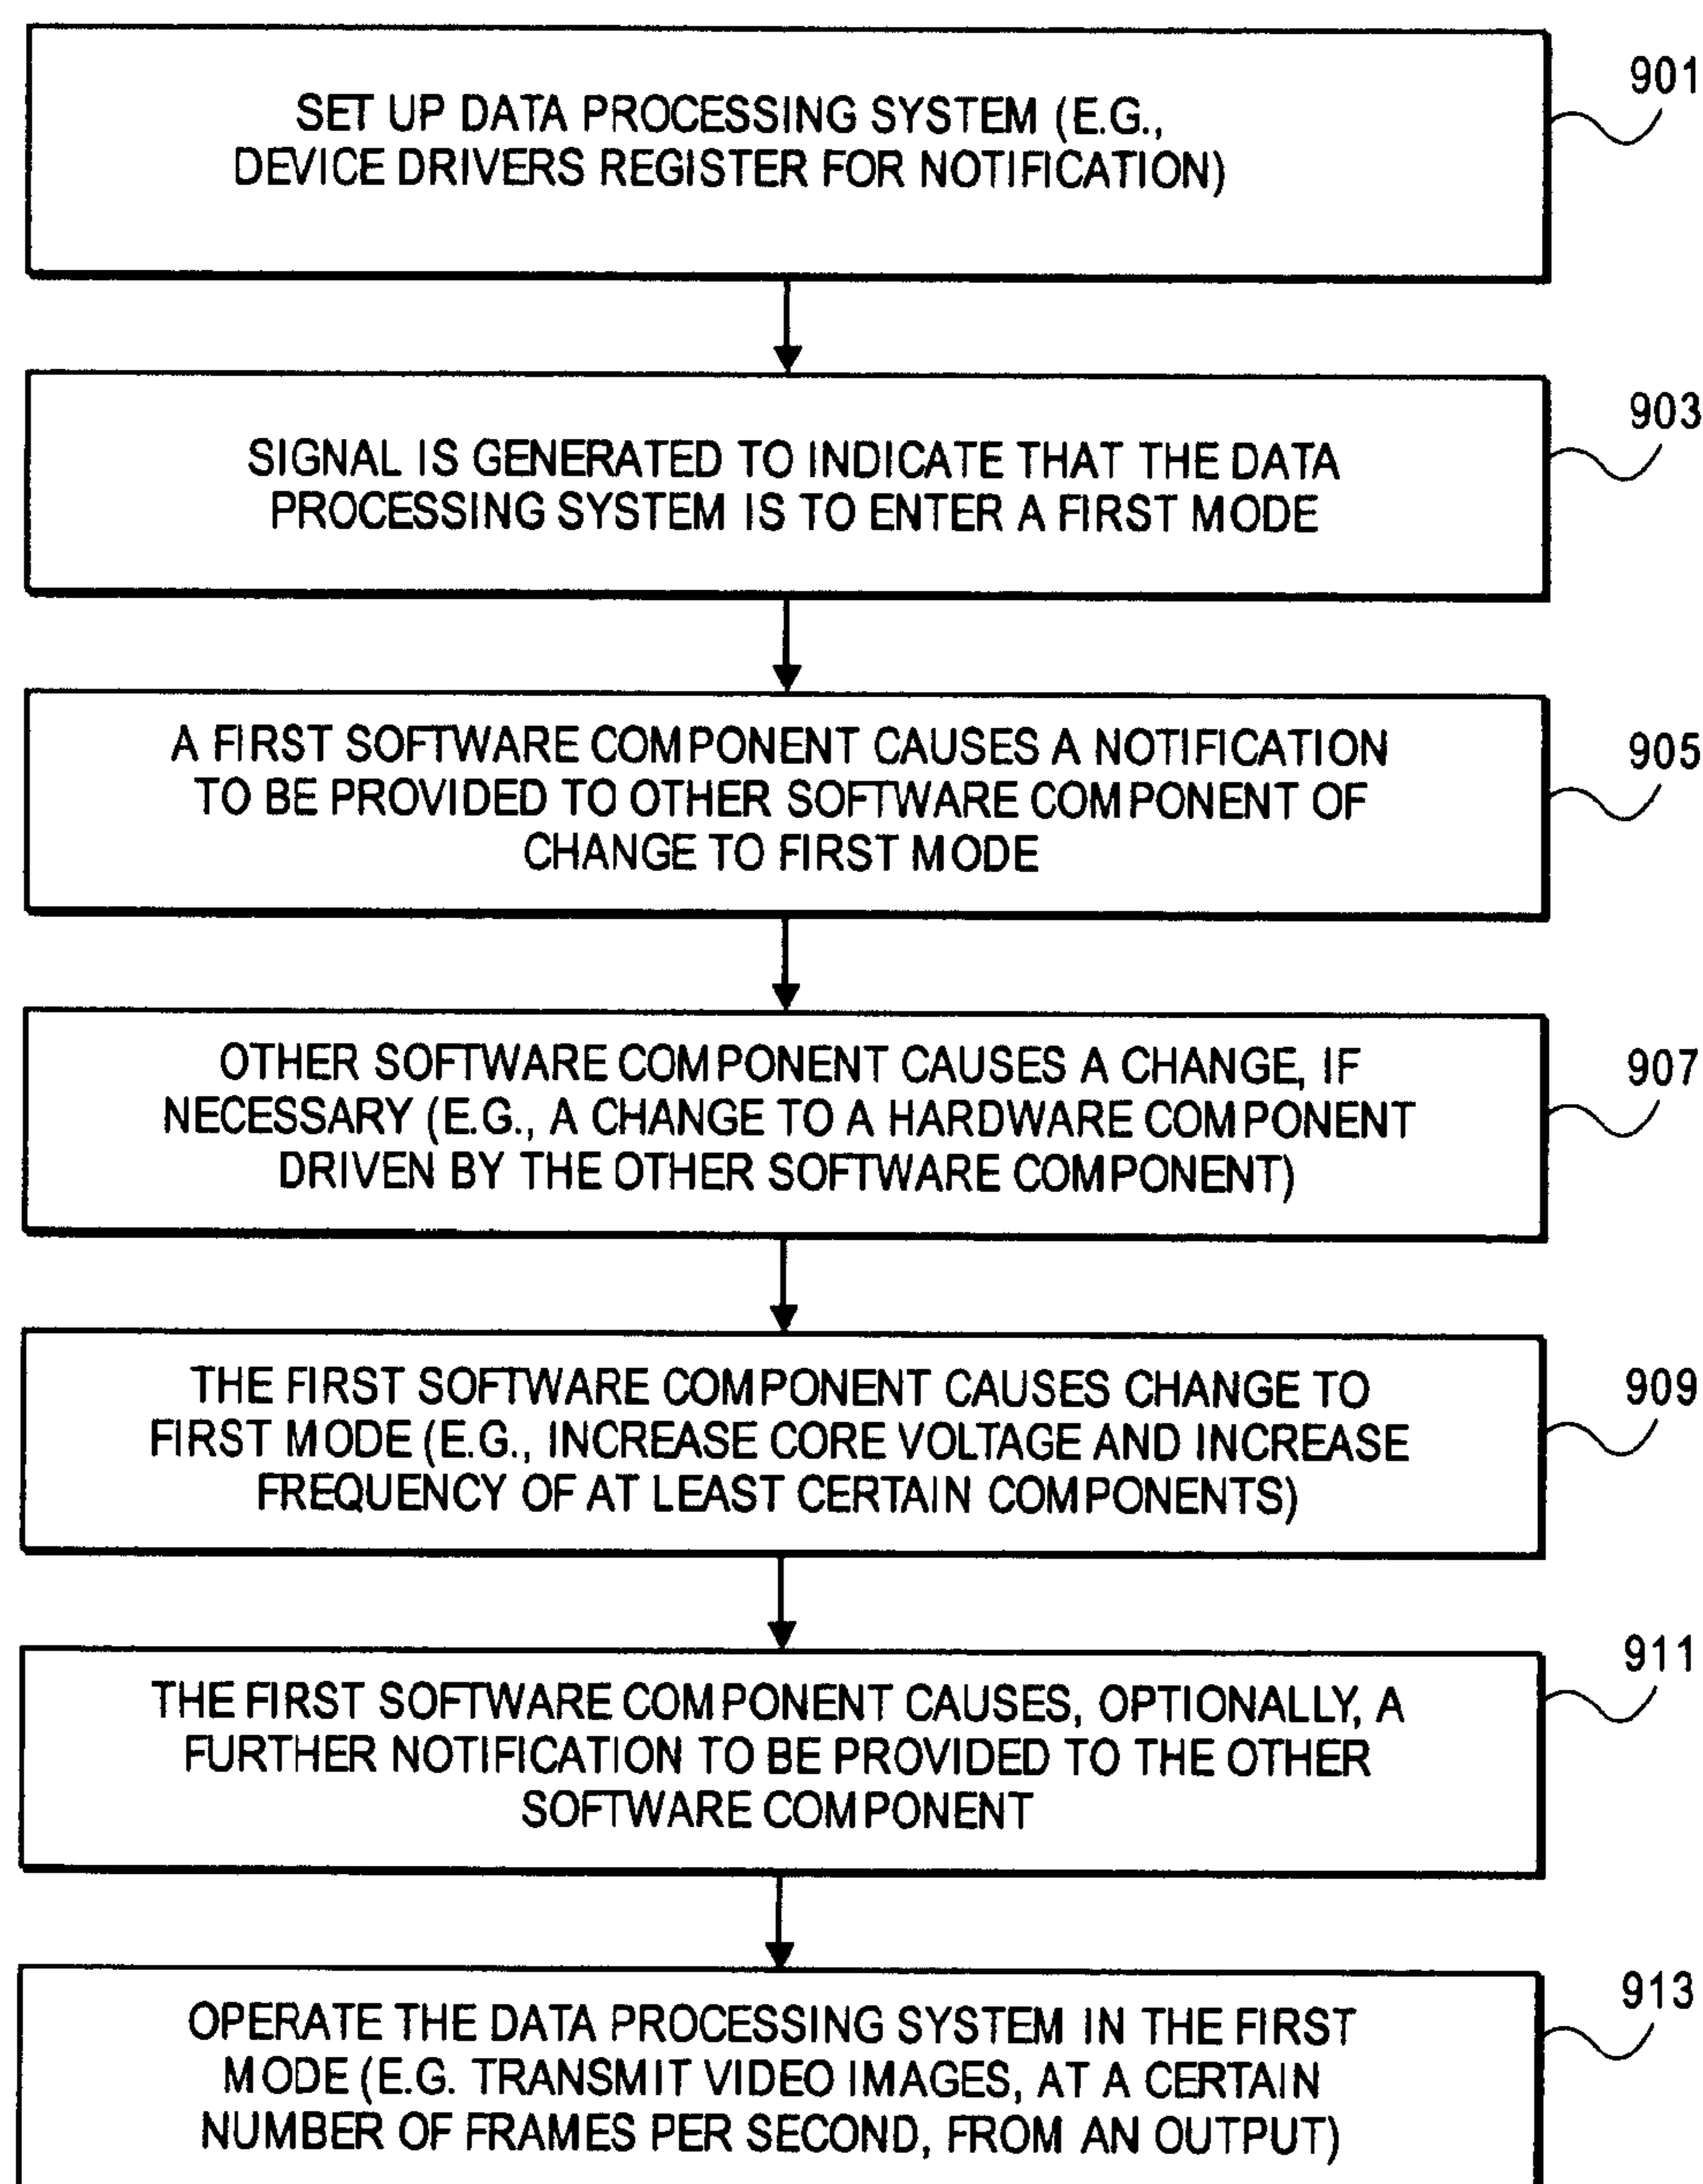 SET UP DATA PROCESSING SYSTEM (E.G.,
DEVICE DRIVERS REGISTER FOR NOTIFICATION)
901
SIGNAL IS GENERATED TO INDICATE THAT THE DATA
PROCESSING SYSTEM IS TO ENTER A FIRST MODE
903
A FIRST SOFTWARE COMPONENT CAUSES A NOTIFICATION
TO BE PROVIDED TO OTHER SOFTWARE COMPONENT OF
CHANGE TO FIRST MODE
905
OTHER SOFTWARE COMPONENT CAUSES A CHANGE, IF
NECESSARY (E.G., A CHANGE TO A HARDWARE COMPONENT
DRIVEN BY THE OTHER SOFTWARE COMPONENT)
907
THE FIRST SOFTWARE COMPONENT CAUSES CHANGE TO
FIRST MODE (E.G., INCREASE CORE VOLTAGE AND INCREASE
FREQUENCY OF AT LEAST CERTAIN COMPONENTS)
909
THE FIRST SOFTWARE COMPONENT CAUSES, OPTIONALLY, A
FURTHER NOTIFICATION TO BE PROVIDED TO THE OTHER
SOFTWARE COMPONENT
911
OPERATE THE DATA PROCESSING SYSTEM IN THE FIRST
MODE (E.G. TRANSMIT VIDEO IMAGES, AT A CERTAIN
NUMBER OF FRAMES PER SECOND, FROM AN OUTPUT)
913